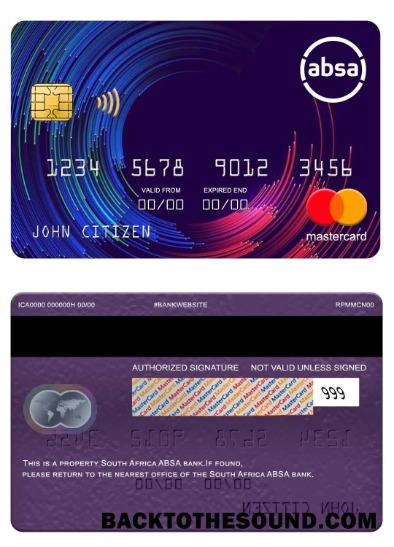 absa
1234 5678 9012 3456
VALID FROM EXPIRED END
00/00 00/00
JOHN CITIZEN
mastercard
ICA0000 000000H 00/00 #BANKWEBSITE RPMMCN00
AUTHORIZED SIGNATURE NOT VALID UNLESS SIGNED
MasterCard
999
THIS IS A PROPERTY SOUTH AFRICA ABSA BANK.IF FOUND,
PLEASE RETURN TO THE NEAREST OFFICE OF THE SOUTH AFRICA ABSA BANK.
BACKTOTHESOUND.COM